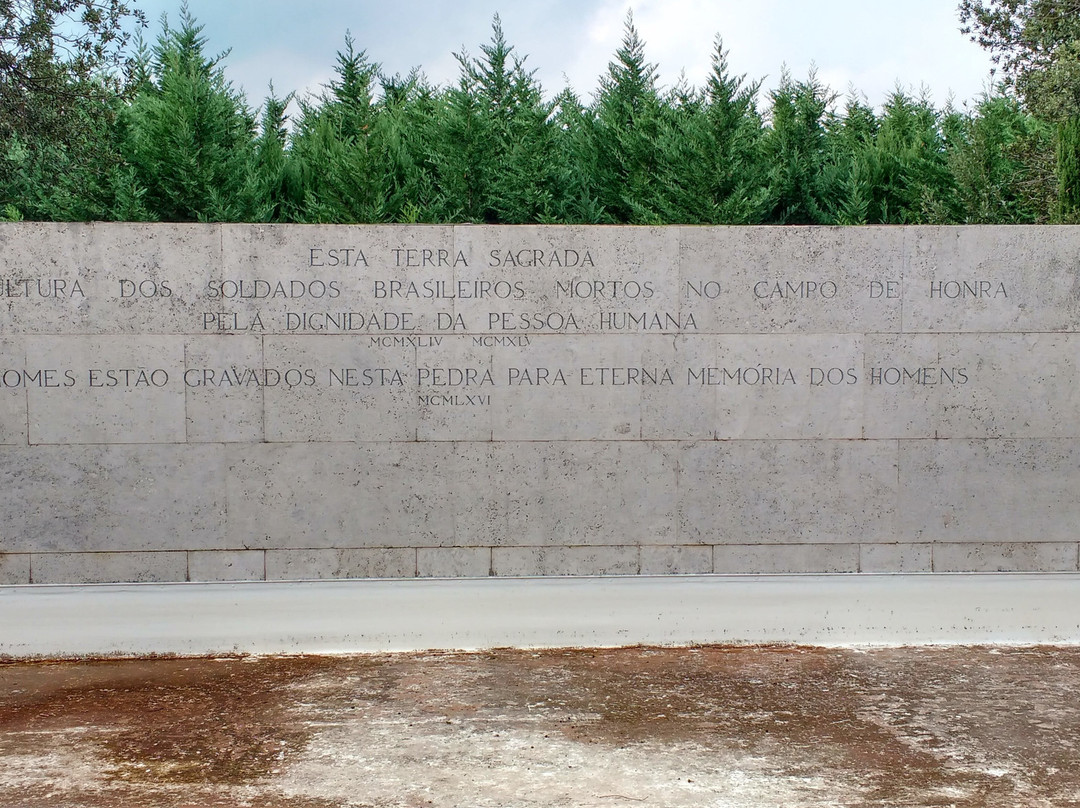 ESTA TERRA SAGRADA
ULTURA DOS SOLDADOS BRASILEIROS MORTOS NO CAMPO DE HONRA
PELA DIGNIDADE DA PESSOA HUMANA
MCMXLIV MCMXLV
OMES ESTÃO GRAVADOS NESTA PEDRA PARA ETERNA MEMÓRIA DOS HOMENS
MCMLXVI